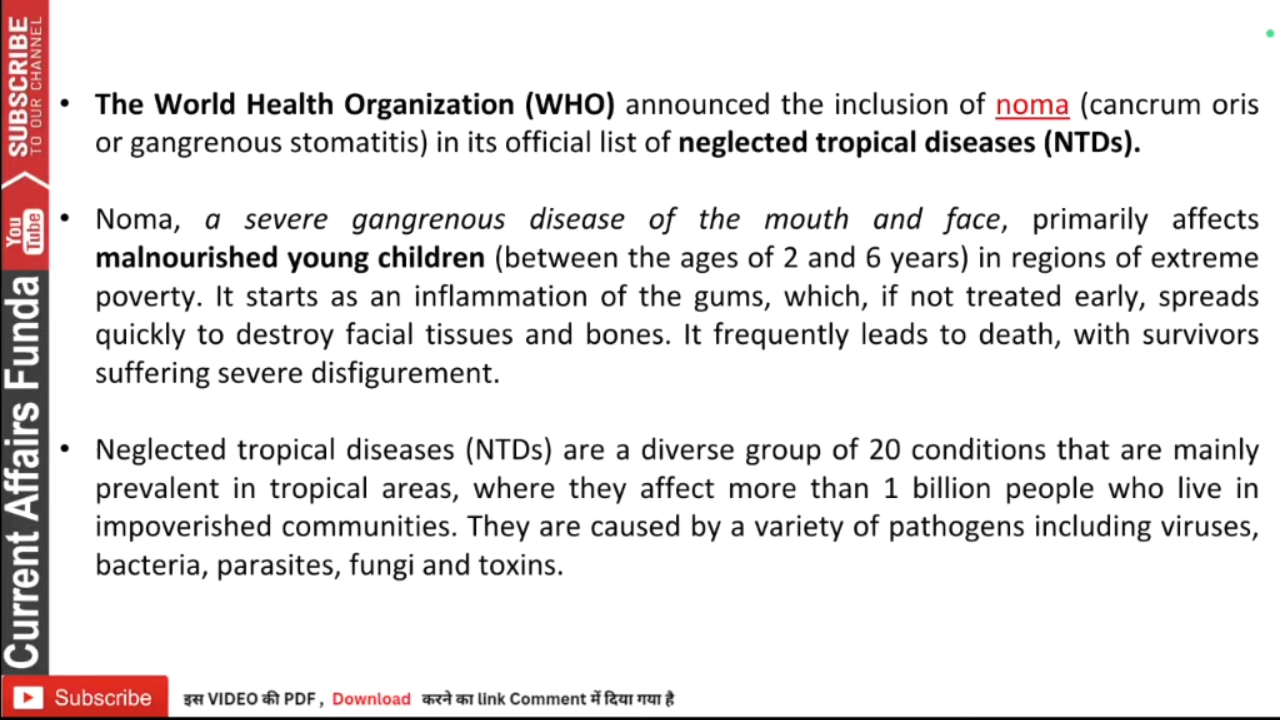 SUBSCRIBE
TO OUR CHANNEL
You
Tube
Current Affairs Funda
• The World Health Organization (WHO) announced the inclusion of noma (cancrum oris
or gangrenous stomatitis) in its official list of neglected tropical diseases (NTDs).
• Noma, a severe gangrenous disease of the mouth and face, primarily affects
malnourished young children (between the ages of 2 and 6 years) in regions of extreme
poverty. It starts as an inflammation of the gums, which, if not treated early, spreads
quickly to destroy facial tissues and bones. It frequently leads to death, with survivors
suffering severe disfigurement.
• Neglected tropical diseases (NTDs) are a diverse group of 20 conditions that are mainly
prevalent in tropical areas, where they affect more than 1 billion people who live in
impoverished communities. They are caused by a variety of pathogens including viruses,
bacteria, parasites, fungi and toxins.
Subscribe इस VIDEO की PDF , Download करने का link Comment में दिया गया है